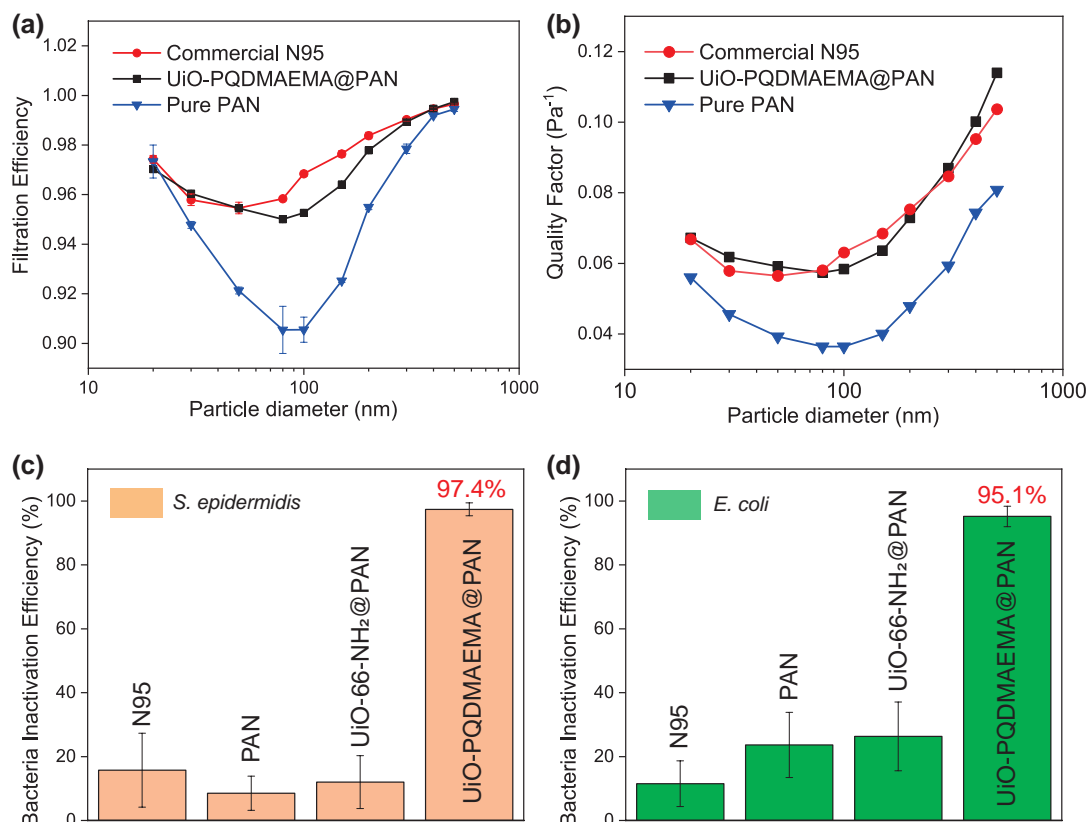 (a)
1.02
1.00
0.98
0.96
0.94
0.92
0.90
Filtration Efficiency
Commercial N95
UiO-PQDMAEMA@PAN
Pure PAN
10
100
1000
Particle diameter (nm)
(b)
0.12
0.10
0.08
0.06
0.04
Quality Factor (Pa⁻¹)
Commercial N95
UiO-PQDMAEMA@PAN
Pure PAN
10
100
1000
Particle diameter (nm)
(c)
100
80
60
40
20
0
Bacteria Inactivation Efficiency (%)
S. epidermidis
97.4%
N95
PAN
UiO-66-NH₂@PAN
UiO-PQDMAEMA@PAN
(d)
100
80
60
40
20
0
Bacteria Inactivation Efficiency (%)
E. coli
95.1%
N95
PAN
UiO-66-NH₂@PAN
UiO-PQDMAEMA@PAN